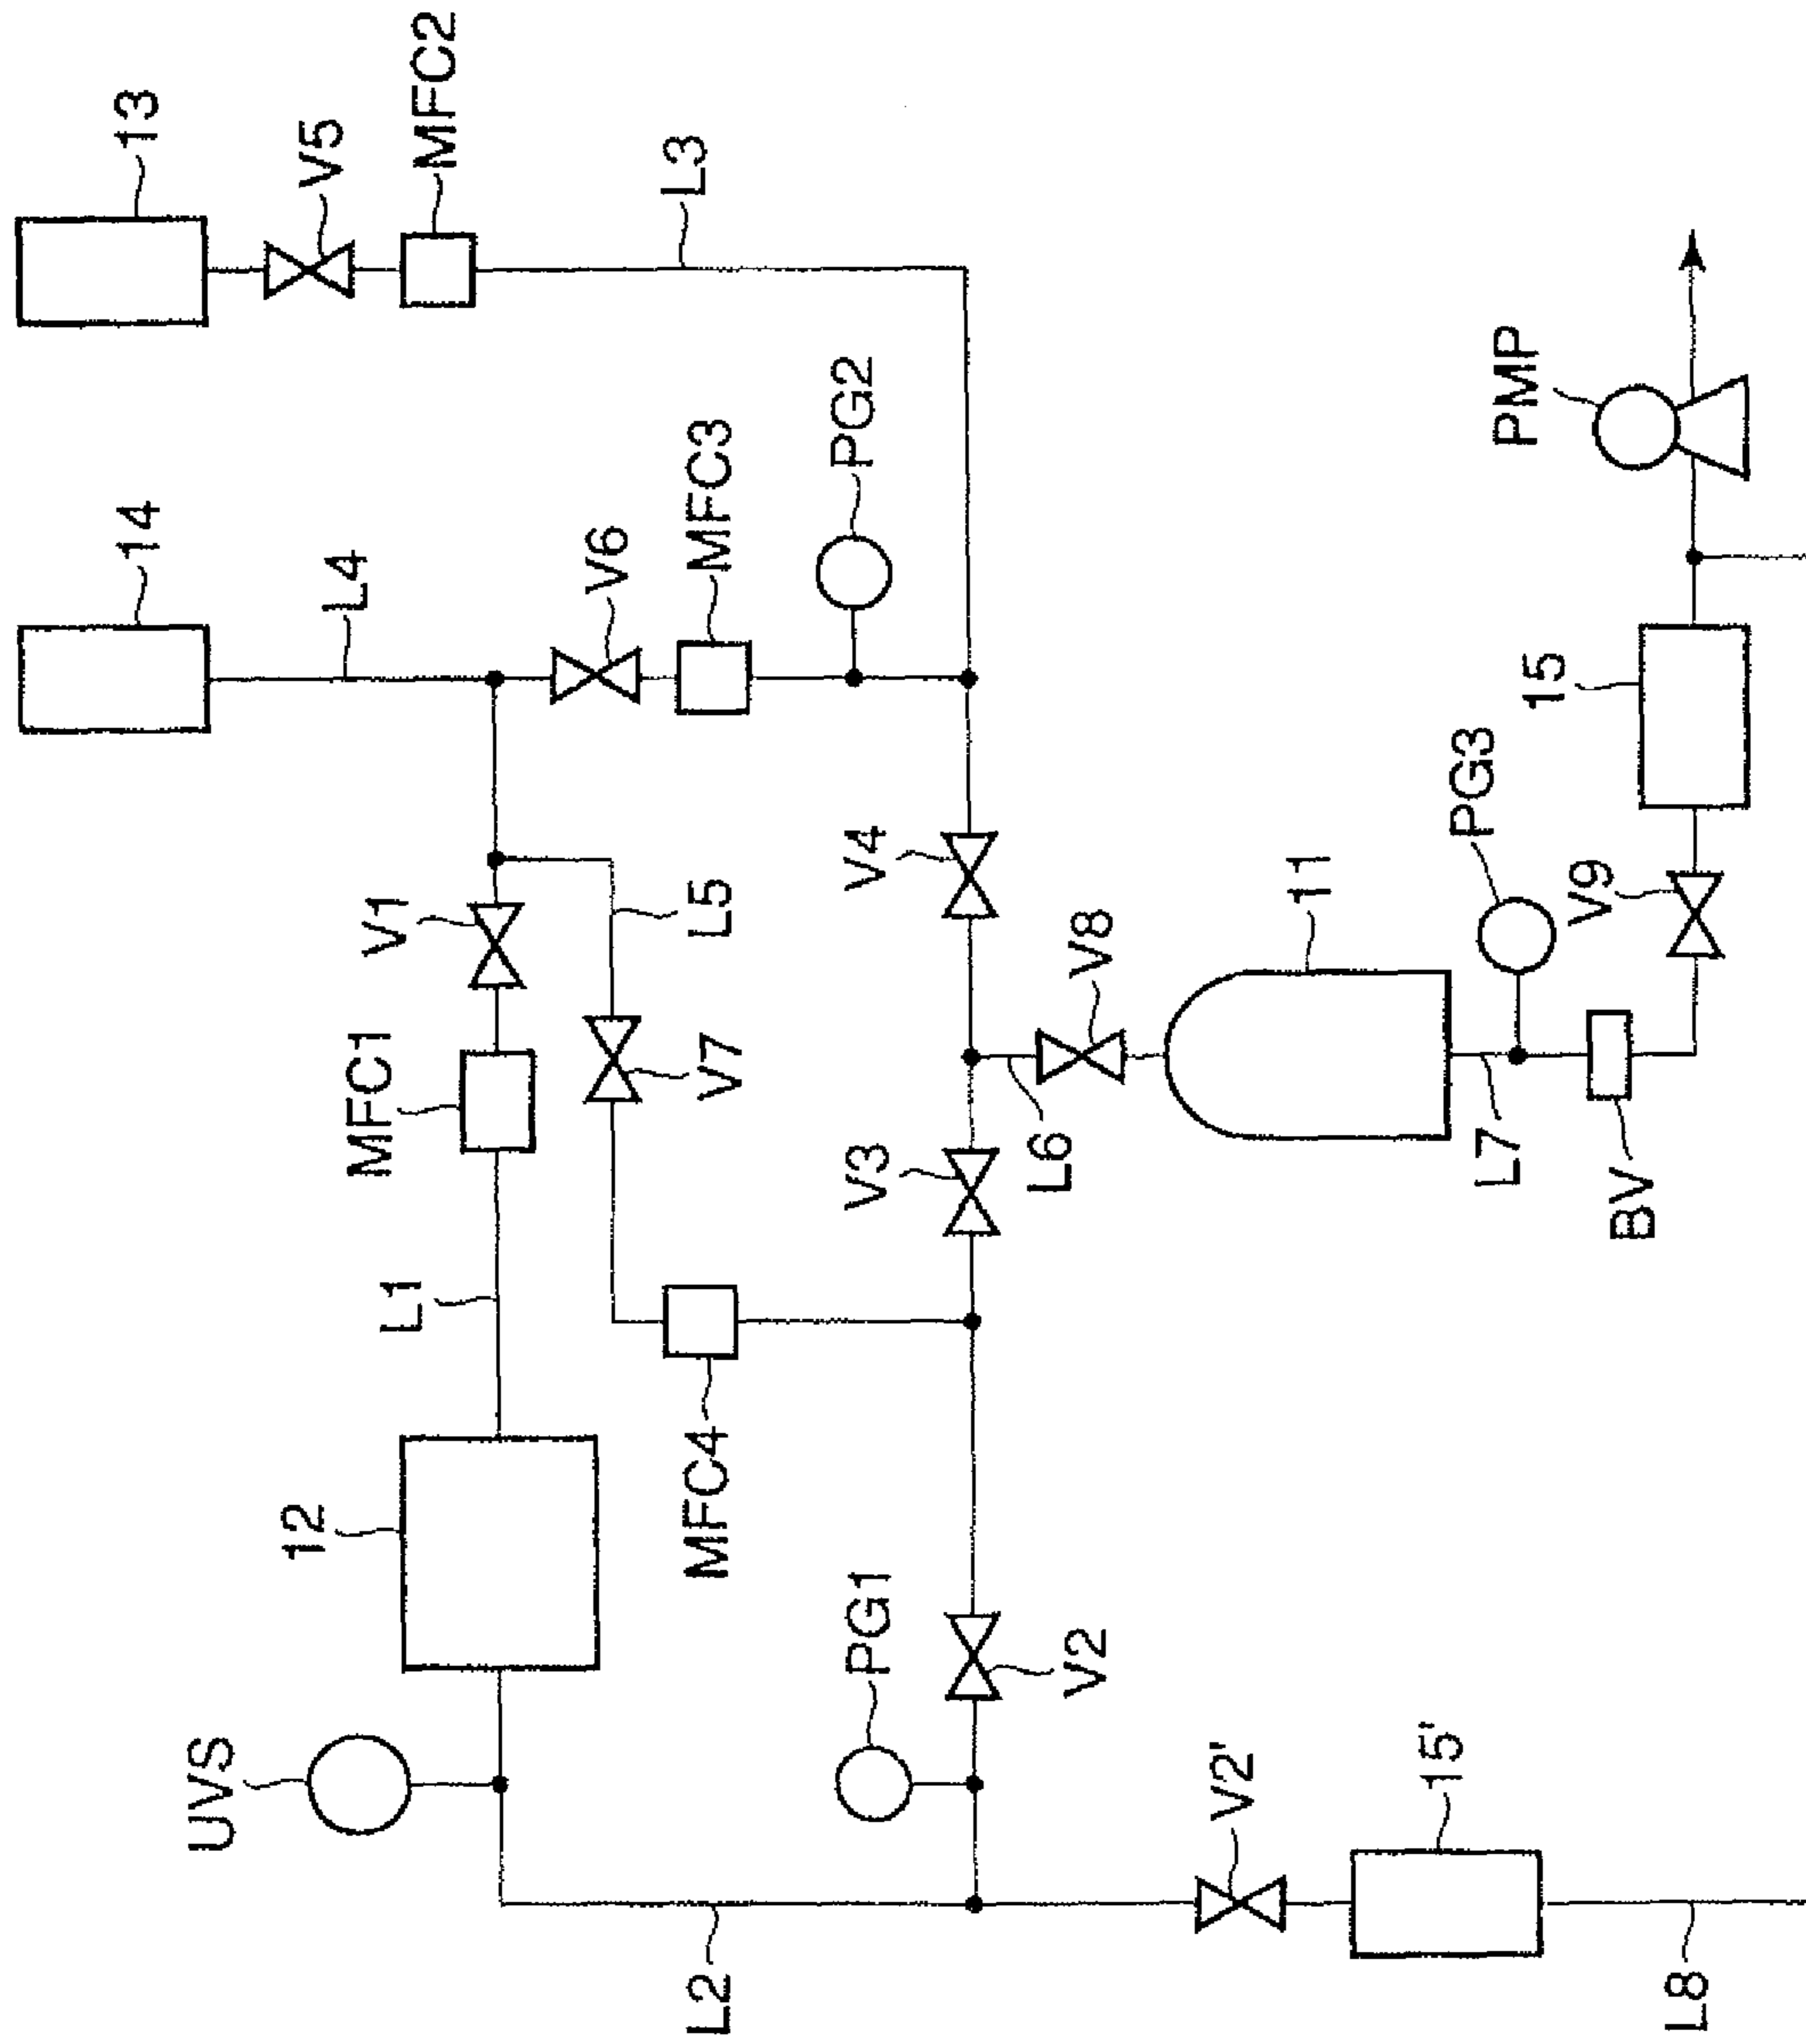 13
V5
MFC2
L3
14
L4
V6
MFC3
PG2
PMP
V1
L5
V4
15
PG3
MFC1
V7
V8
11
V9
L1
V3
L6
L7
BV
12
MFC4
UVS
PG1
V2
V2'
15'
L2
L8